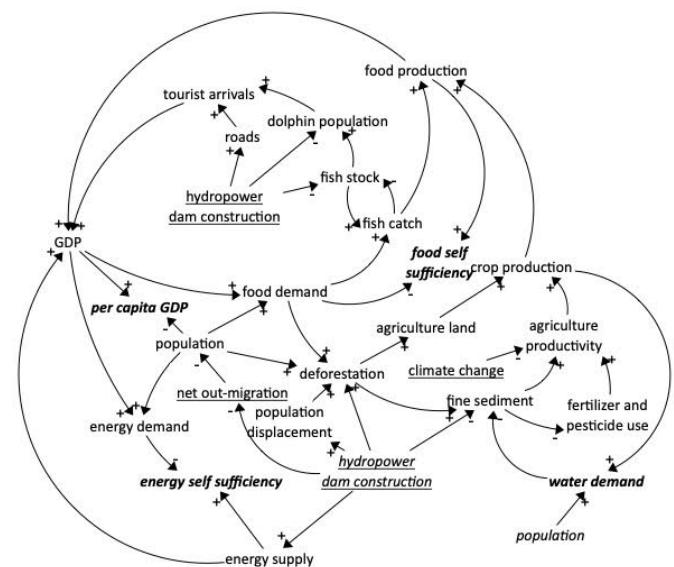 food production
tourist arrivals
dolphin population
roads
fish stock
hydropower
dam construction
fish catch
GDP
food self
sufficiency
crop production
food demand
per capita GDP
agriculture land
agriculture
productivity
population
deforestation
climate change
net out-migration
fine sediment
population
displacement
fertilizer and
pesticide use
energy demand
hydropower
dam construction
energy self sufficiency
water demand
population
energy supply